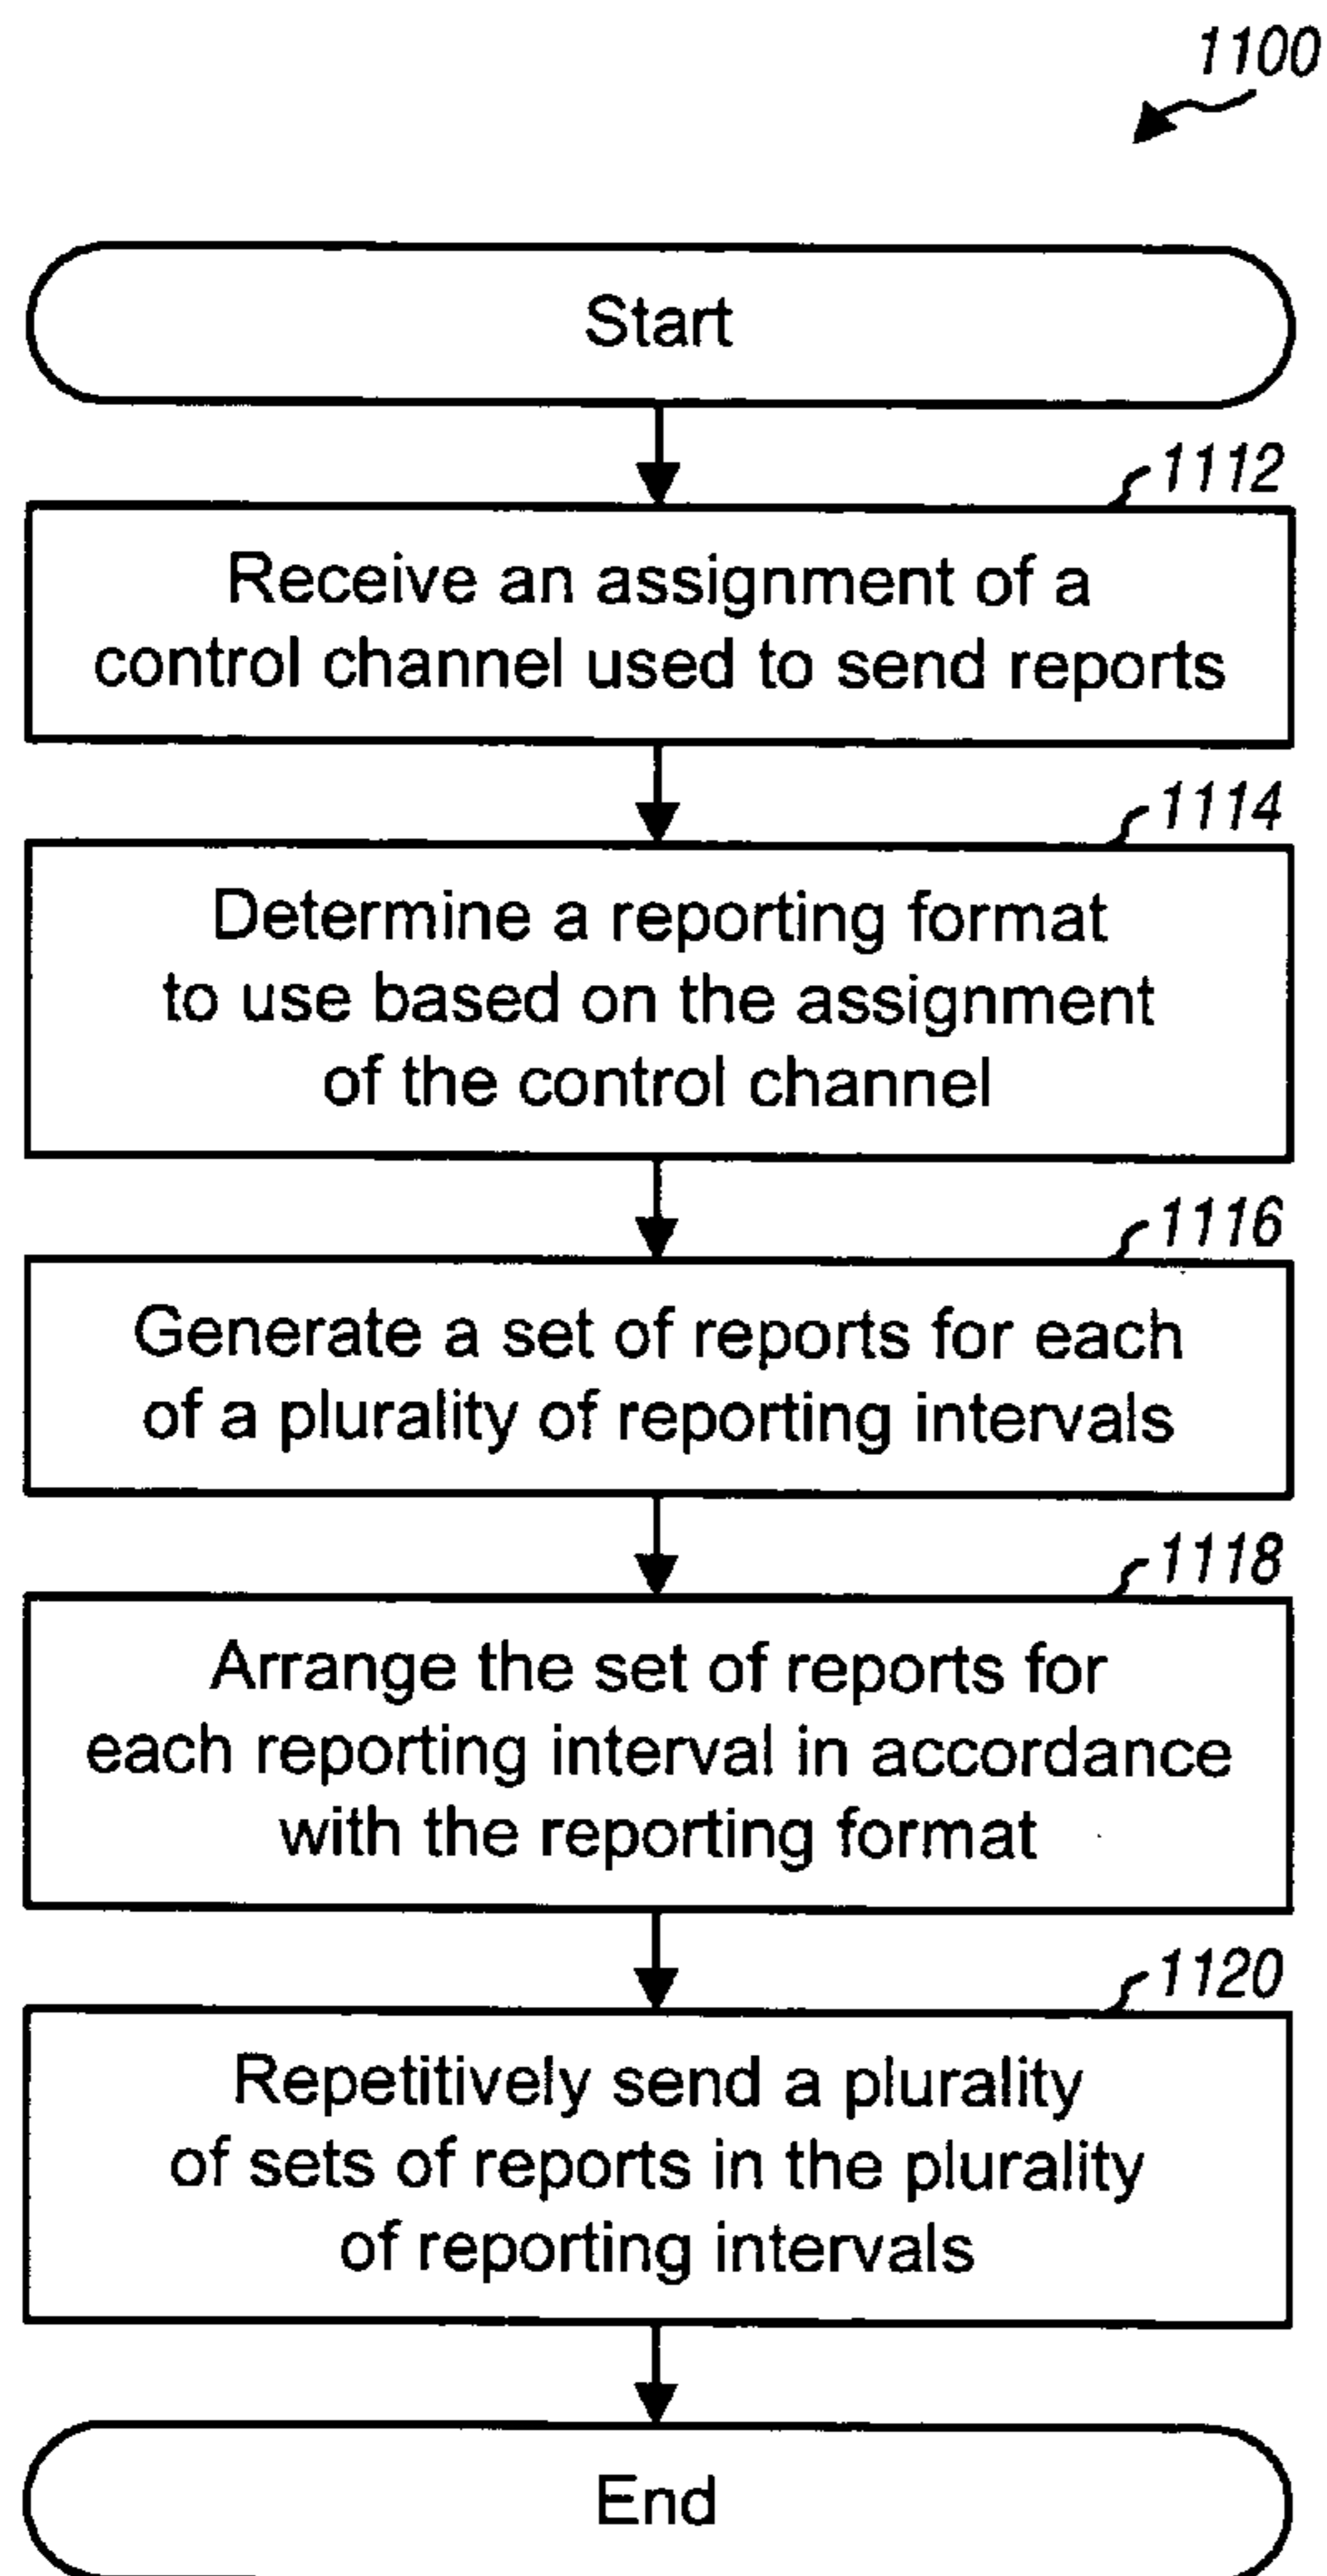 1100
Start
1112
Receive an assignment of a
control channel used to send reports
1114
Determine a reporting format
to use based on the assignment
of the control channel
1116
Generate a set of reports for each
of a plurality of reporting intervals
1118
Arrange the set of reports for
each reporting interval in accordance
with the reporting format
1120
Repetitively send a plurality
of sets of reports in the plurality
of reporting intervals
End